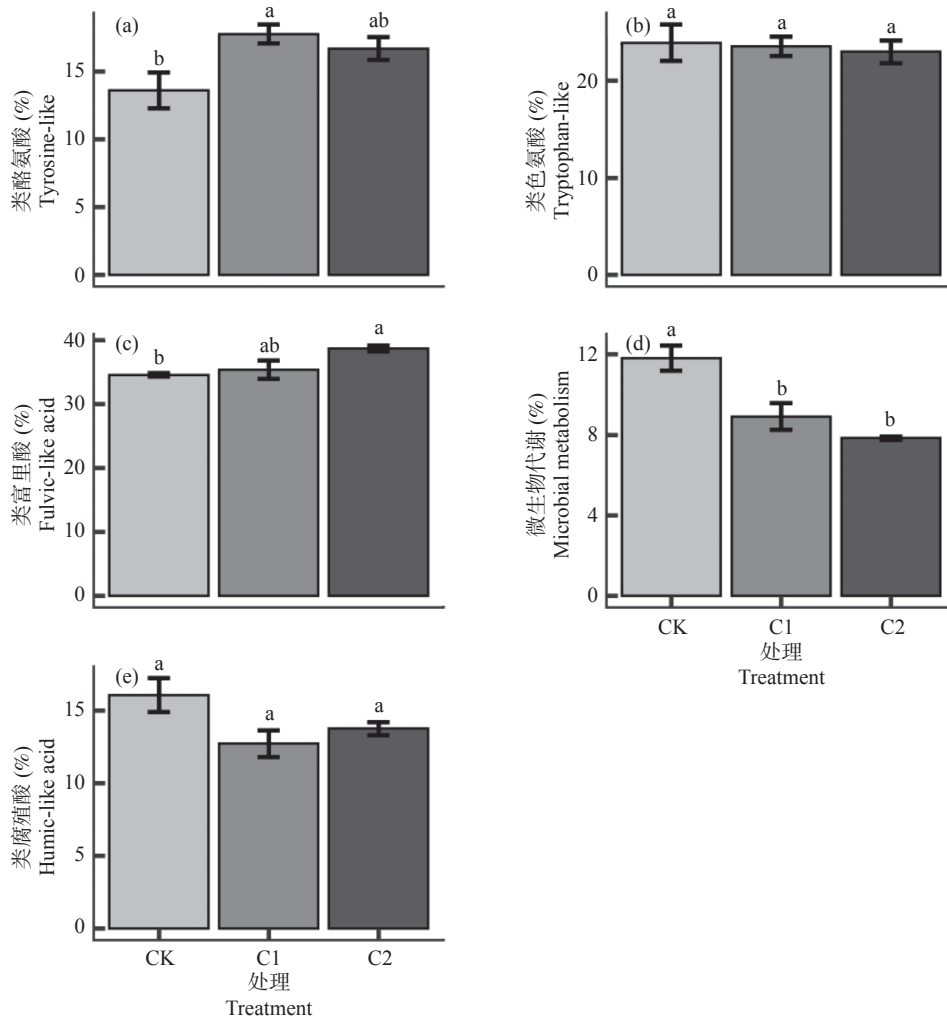 (a)
类酪氨酸 (%)
Tyrosine-like
15
10
5
0
b
a
ab
(b)
类色氨酸 (%)
Tryptophan-like
20
10
0
a
a
a
(c)
类富里酸 (%)
Fulvic-like acid
40
30
20
10
0
b
ab
a
(d)
微生物代谢 (%)
Microbial metabolism
12
8
4
0
a
b
b
CK C1 C2
处理
Treatment
(e)
类腐殖酸 (%)
Humic-like acid
15
10
5
0
a
a
a
CK C1 C2
处理
Treatment